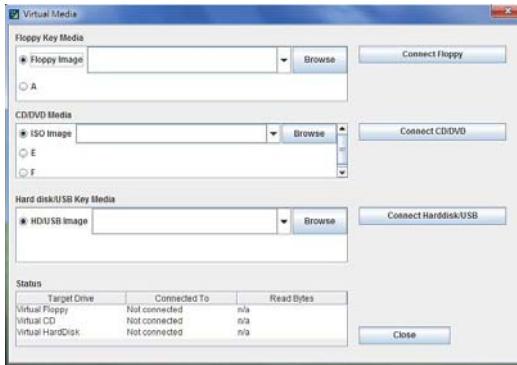 Virtual Media
Floppy Key Media
Floppy Image
Browse
Connect Floppy
A
CD/DVD Media
ISO Image
Browse
Connect CD/DVD
E
F
Hard disk/USB Key Media
HD/USB Image
Browse
Connect Harddisk/USB
Status
Target Drive Connected To Read Bytes
Virtual Floppy Not connected n/a
Virtual CD Not connected n/a
Virtual HardDisk Not connected n/a
Close